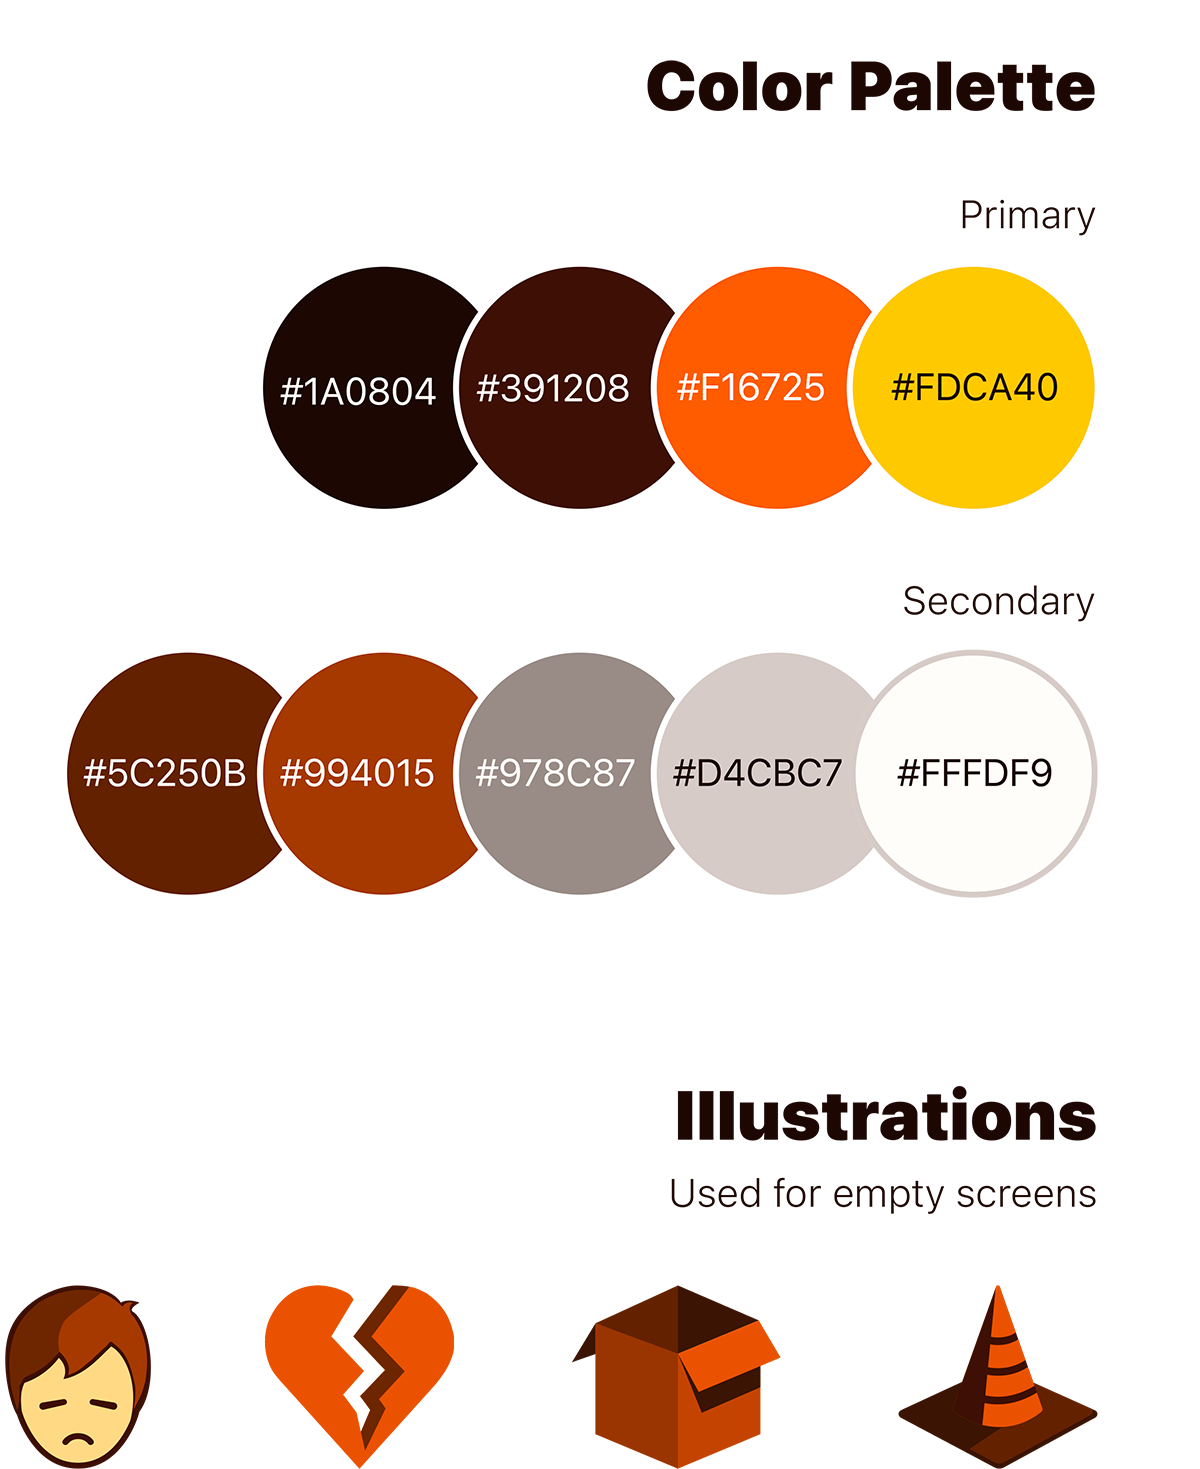 Color Palette
Primary
#1A0804
#391208
#F16725
#FDCA40
Secondary
#5C250B
#994015
#978C87
#D4CBC7
#FFFDF9
Illustrations
Used for empty screens